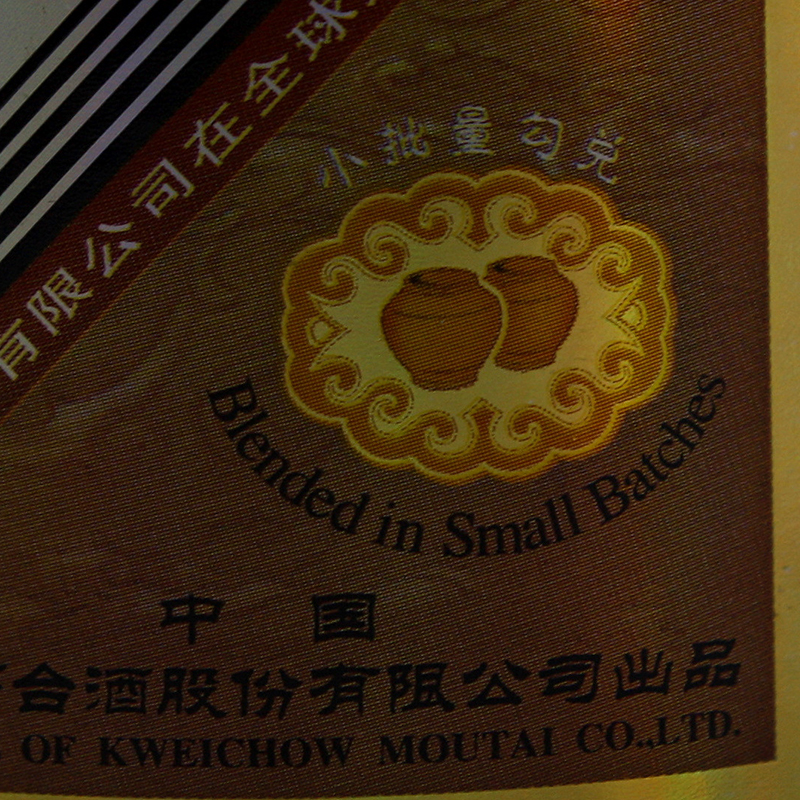 有限公司在全球
小批量勾兑
Blended in Small Batches
中国
台酒股份有限公司出品
OF KWEICHOW MOUTAI CO.,LTD.